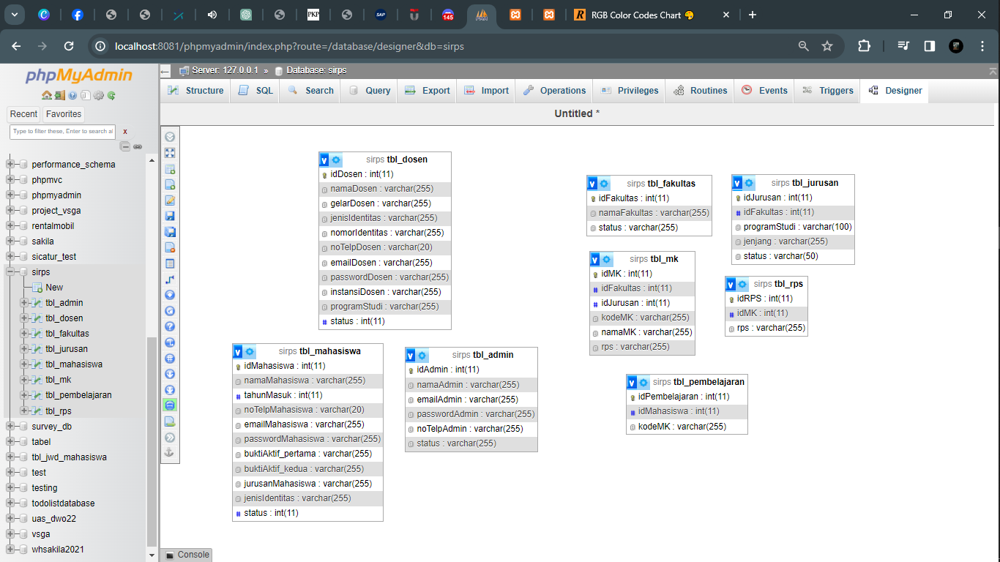 PKP
SAP
145
RGB Color Codes Chart
localhost:8081/phpmyadmin/index.php?route=/database/designer&db=sirps
phpMyAdmin
Recent
Favorites
Type to filter these, Enter to search al
x
performance_schema
phpmvc
phpmyadmin
project_vsga
rentalmobil
sakila
sicatur_test
sirps
New
tbl_admin
tbl_dosen
tbl_fakultas
tbl_jurusan
tbl_mahasiswa
tbl_mk
tbl_pembelajaran
tbl_rps
survey_db
tabel
tbl_jwd_mahasiswa
test
testing
todolistdatabase
uas_dwo22
vsga
whsakila2021
Server: 127.0.0.1 » Database: sirps
Structure
SQL
Search
Query
Export
Import
Operations
Privileges
Routines
Events
Triggers
Designer
Untitled *
v sirps tbl_dosen
idDosen : int(11)
namaDosen : varchar(255)
gelarDosen : varchar(255)
jenisIdentitas : varchar(255)
nomorIdentitas : varchar(255)
noTelpDosen : varchar(20)
emailDosen : varchar(255)
passwordDosen : varchar(255)
instansiDosen : varchar(255)
programStudi : varchar(255)
# status : int(11)
v sirps tbl_fakultas
idFakultas : int(11)
namaFakultas : varchar(255)
status : varchar(255)
v sirps tbl_jurusan
idJurusan : int(11)
# idFakultas : int(11)
programStudi : varchar(100)
jenjang : varchar(255)
status : varchar(50)
v sirps tbl_mk
idMK : int(11)
# idFakultas : int(11)
# idJurusan : int(11)
kodeMK : varchar(255)
namaMK : varchar(255)
rps : varchar(255)
v sirps tbl_rps
idRPS : int(11)
# idMK : int(11)
rps : varchar(255)
v sirps tbl_mahasiswa
idMahasiswa : int(11)
namaMahasiswa : varchar(255)
# tahunMasuk : int(11)
noTelpMahasiswa : varchar(20)
emailMahasiswa : varchar(255)
passwordMahasiswa : varchar(255)
buktiAktif_pertama : varchar(255)
buktiAktif_kedua : varchar(255)
jurusanMahasiswa : varchar(255)
jenisIdentitas : varchar(255)
# status : int(11)
v sirps tbl_admin
idAdmin : int(11)
namaAdmin : varchar(255)
emailAdmin : varchar(255)
passwordAdmin : varchar(255)
noTelpAdmin : varchar(255)
status : varchar(255)
v sirps tbl_pembelajaran
idPembelajaran : int(11)
# idMahasiswa : int(11)
kodeMK : varchar(255)
Console